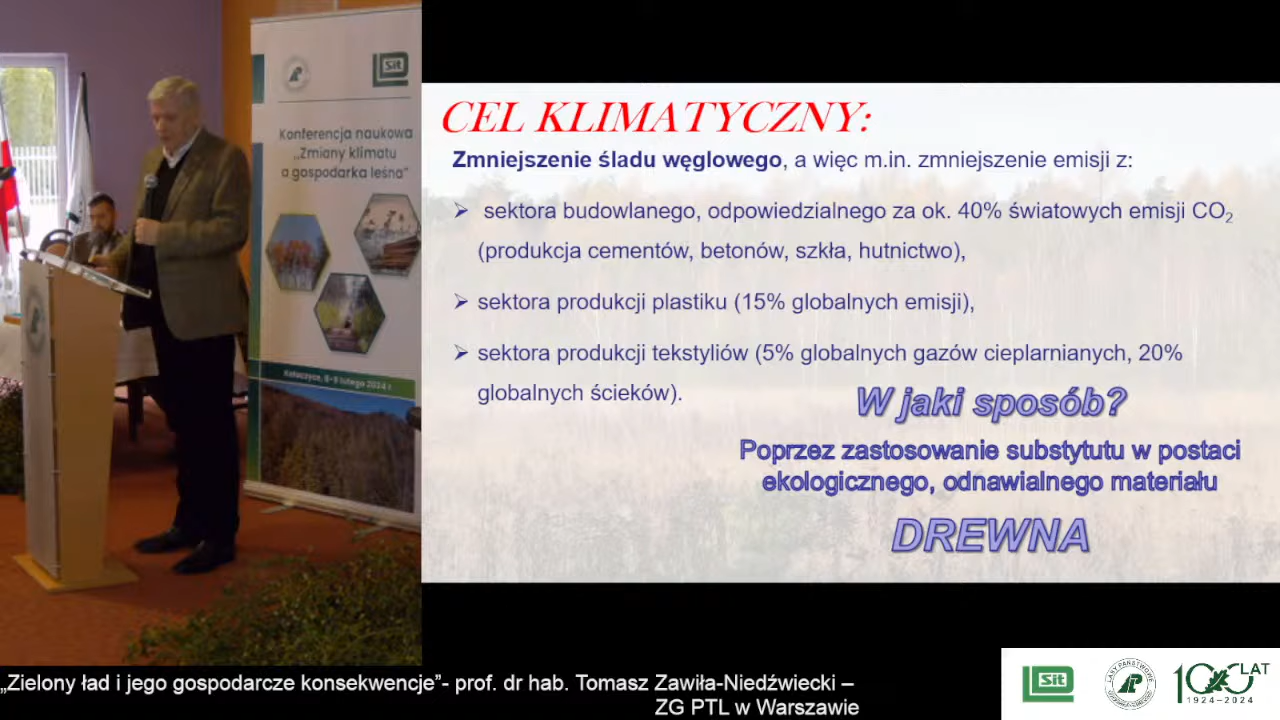 Sit
Konferencja naukowa
„Zmiany klimatu
a gospodarka leśna"
6-8 lutego 2024 r.
CEL KLIMATYCZNY:
Zmniejszenie śladu węglowego, a więc m.in. zmniejszenie emisji z:
➢ sektora budowlanego, odpowiedzialnego za ok. 40% światowych emisji CO₂
(produkcja cementów, betonów, szkła, hutnictwo),
➢ sektora produkcji plastiku (15% globalnych emisji),
➢ sektora produkcji tekstyliów (5% globalnych gazów cieplarnianych, 20%
globalnych ścieków).
W jaki sposób?
Poprzez zastosowanie substytutu w postaci
ekologicznego, odnawialnego materiału
DREWNA
„Zielony ład i jego gospodarcze konsekwencje”- prof. dr hab. Tomasz Zawiła-Niedźwiecki –
ZG PTL w Warszawie
Sit
LASY PAŃSTWOWE
100 LAT
1924–2024